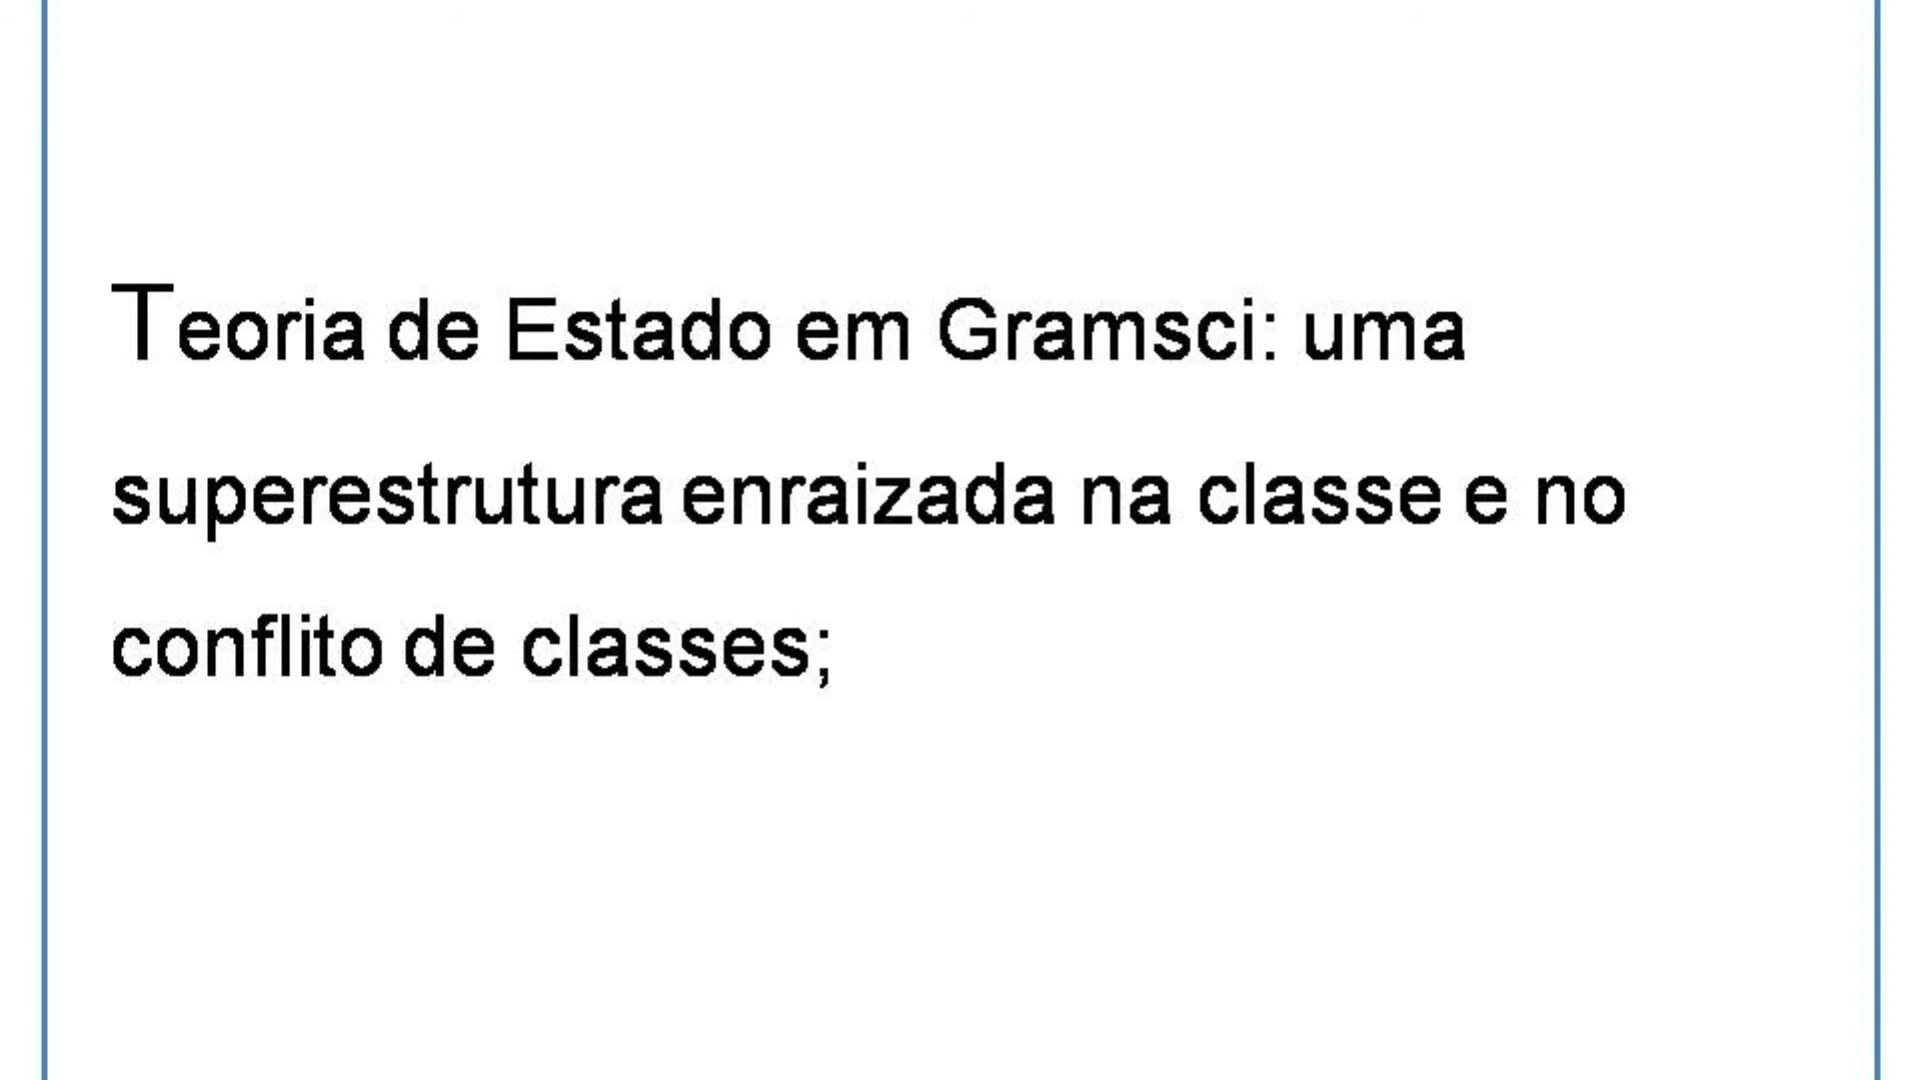 Teoria de Estado em Gramsci: uma
superestrutura enraizada na classe e no
conflito de classes;